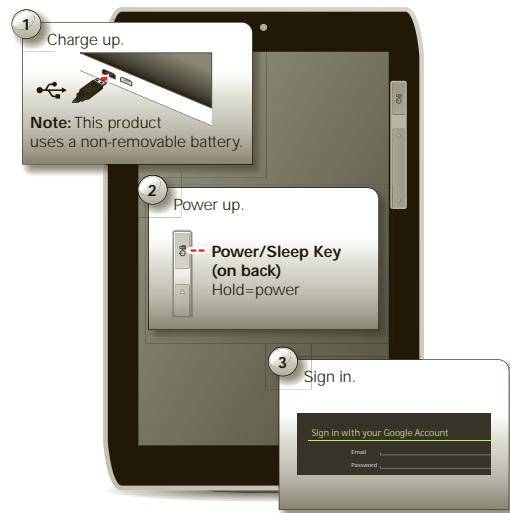 1
Charge up.
Note: This product
uses a non-removable battery.
2
Power up.
Power/Sleep Key
(on back)
Hold=power
3
Sign in.
Sign in with your Google Account
Email
Password